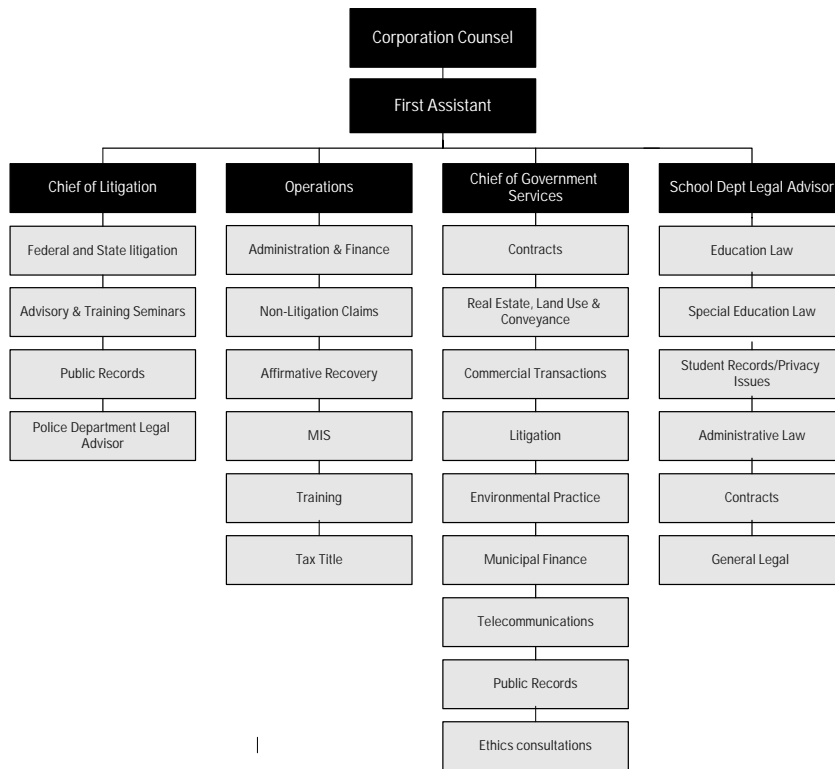 Corporation Counsel
First Assistant
Chief of Litigation
Federal and State litigation
Advisory & Training Seminars
Public Records
Police Department Legal
Advisor
Operations
Administration & Finance
Non-Litigation Claims
Affirmative Recovery
MIS
Training
Tax Title
Chief of Government
Services
Contracts
Real Estate, Land Use &
Conveyance
Commercial Transactions
Litigation
Environmental Practice
Municipal Finance
Telecommunications
Public Records
Ethics consultations
School Dept Legal Advisor
Education Law
Special Education Law
Student Records/Privacy
Issues
Administrative Law
Contracts
General Legal